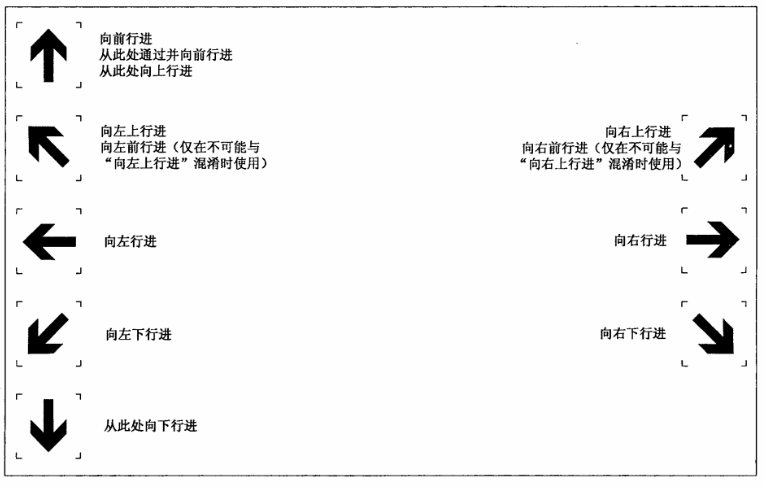 向前行进
从此处通过并向前行进
从此处向上行进
向左上行进
向左前行进（仅在不可能与
“向左上行进”混淆时使用）
向右上行进
向右前行进（仅在不可能与
“向右上行进”混淆时使用）
向左行进
向右行进
向左下行进
向右下行进
从此处向下行进